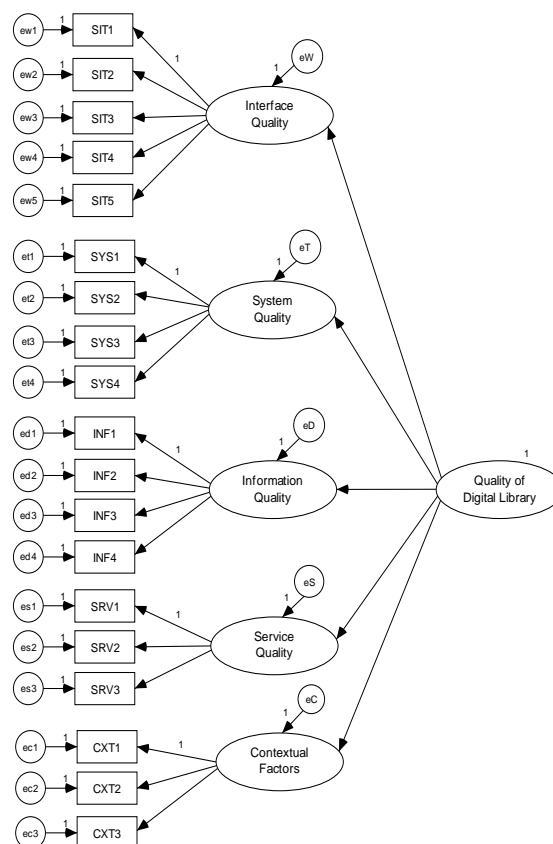 ew1 1 SIT1
1
eW
1
ew2 1 SIT2
Interface
Quality
ew3 1 SIT3
ew4 1 SIT4
ew5 1 SIT5
et1 1 SYS1
1
eT
1
et2 1 SYS2
System
Quality
et3 1 SYS3
et4 1 SYS4
ed1 1 INF1
1
eD
1
ed2 1 INF2
Information
Quality
ed3 1 INF3
ed4 1 INF4
1
Quality of
Digital Library
es1 1 SRV1
1
eS
1
es2 1 SRV2
Service
Quality
es3 1 SRV3
ec1 1 CXT1
1
eC
1
ec2 1 CXT2
Contextual
Factors
ec3 1 CXT3